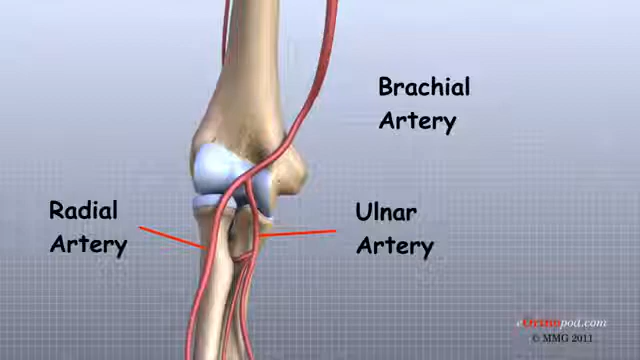 Brachial
Artery
Radial
Artery
Ulnar
Artery
eOrthopod.com
© MMG 2011